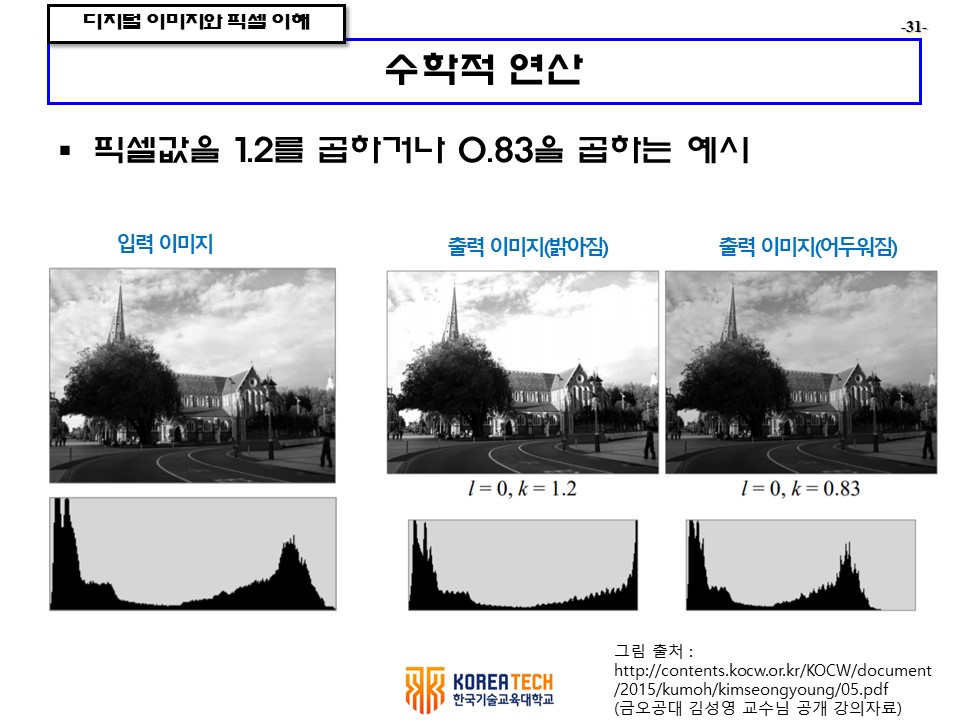 디지털 이미지와 픽셀 이해
-31-
수학적 연산
▪ 픽셀값을 1.2를 곱하거나 0.83을 곱하는 예시
입력 이미지
출력 이미지(밝아짐)
출력 이미지(어두워짐)
l = 0, k = 1.2
l = 0, k = 0.83
그림 출처 :
http://contents.kocw.or.kr/KOCW/document
/2015/kumoh/kimseongyoung/05.pdf
(금오공대 김성영 교수님 공개 강의자료)
KOREATECH
한국기술교육대학교